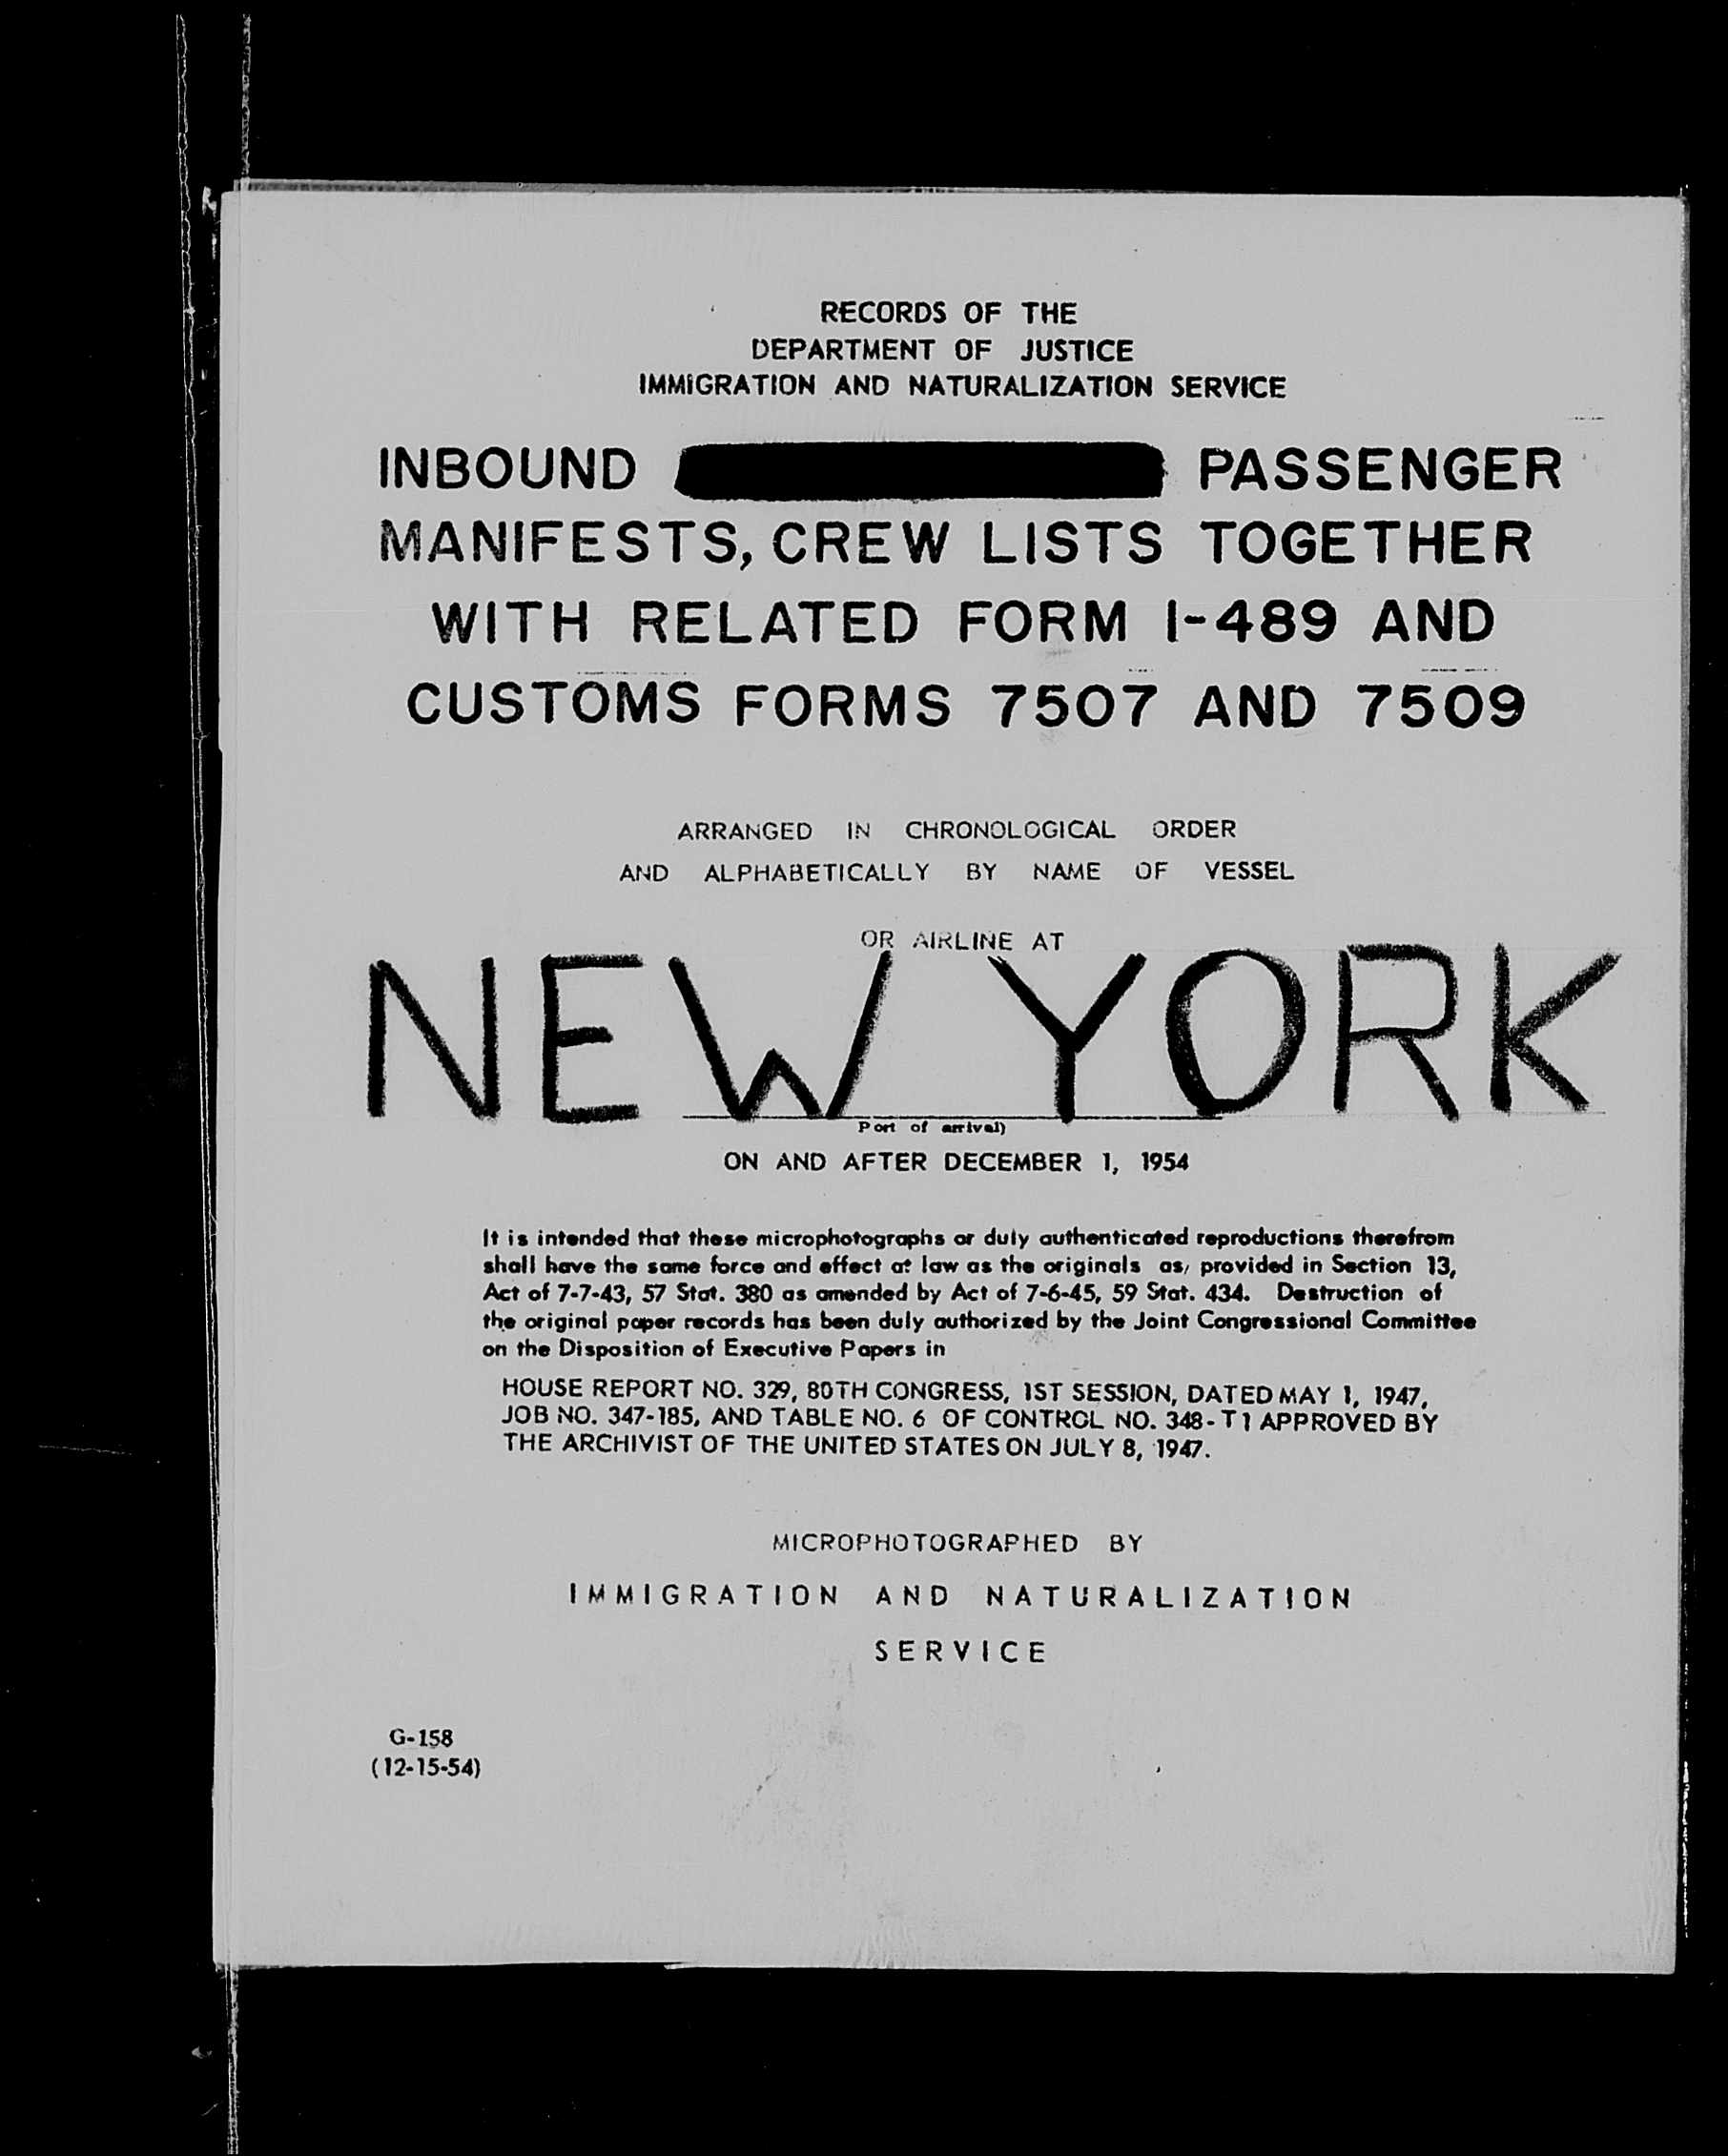 RECORDS OF THE
DEPARTMENT OF JUSTICE
IMMIGRATION AND NATURALIZATION SERVICE
INBOUND PASSENGER
MANIFESTS, CREW LISTS TOGETHER
WITH RELATED FORM I-489 AND
CUSTOMS FORMS 7507 AND 7509
ARRANGED IN CHRONOLOGICAL ORDER
AND ALPHABETICALLY BY NAME OF VESSEL
OR AIRLINE AT
NEW YORK
Port of arrival)
ON AND AFTER DECEMBER 1, 1954
It is intended that these microphotographs or duly authenticated reproductions therefrom
shall have the same force and effect at law as the originals as, provided in Section 13,
Act of 7-7-43, 57 Stat. 380 as amended by Act of 7-6-45, 59 Stat. 434. Destruction of
the original paper records has been duly authorized by the Joint Congressional Committee
on the Disposition of Executive Papers in
HOUSE REPORT NO. 329, 80TH CONGRESS, 1ST SESSION, DATED MAY 1, 1947,
JOB NO. 347-185, AND TABLE NO. 6 OF CONTROL NO. 348-T1 APPROVED BY
THE ARCHIVIST OF THE UNITED STATES ON JULY 8, 1947.
MICROPHOTOGRAPHED BY
IMMIGRATION AND NATURALIZATION
SERVICE
G-158
(12-15-54)